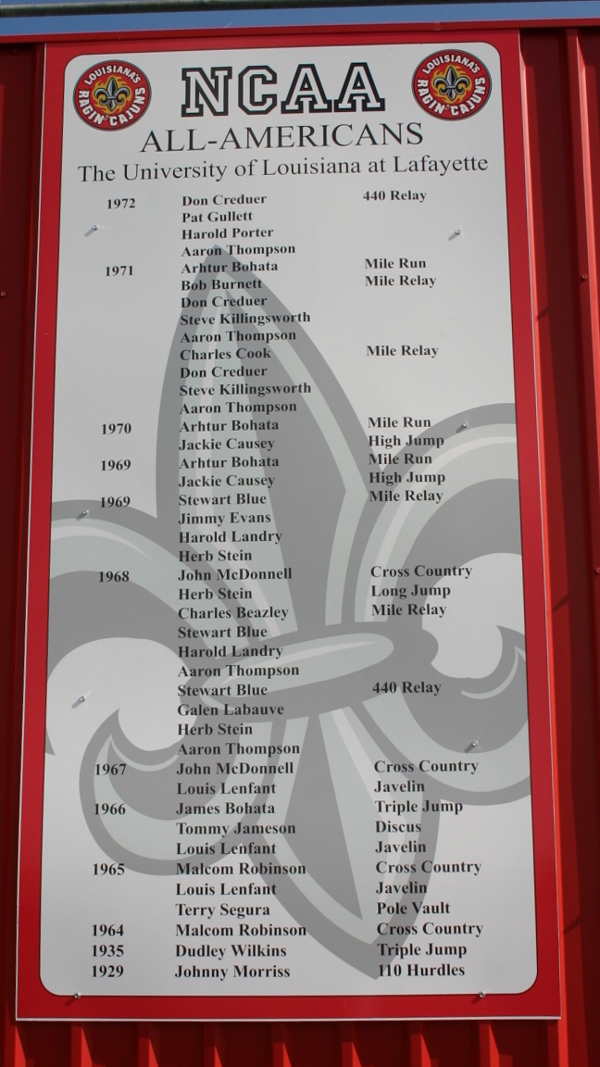 LOUISIANA'S RAGIN' CAJUNS
NCAA
LOUISIANA'S RAGIN' CAJUNS
ALL-AMERICANS
The University of Louisiana at Lafayette
1972 Don Creduer 440 Relay
Pat Gullett
Harold Porter
Aaron Thompson
1971 Arhtur Bohata Mile Run
Bob Burnett Mile Relay
Don Creduer
Steve Killingsworth
Aaron Thompson
Charles Cook Mile Relay
Don Creduer
Steve Killingsworth
Aaron Thompson
1970 Arhtur Bohata Mile Run
Jackie Causey High Jump
1969 Arhtur Bohata Mile Run
Jackie Causey High Jump
1969 Stewart Blue Mile Relay
Jimmy Evans
Harold Landry
Herb Stein
1968 John McDonnell Cross Country
Herb Stein Long Jump
Charles Beazley Mile Relay
Stewart Blue
Harold Landry
Aaron Thompson
Stewart Blue 440 Relay
Galen Labauve
Herb Stein
Aaron Thompson
1967 John McDonnell Cross Country
Louis Lenfant Javelin
1966 James Bohata Triple Jump
Tommy Jameson Discus
Louis Lenfant Javelin
1965 Malcom Robinson Cross Country
Louis Lenfant Javelin
Terry Segura Pole Vault
1964 Malcom Robinson Cross Country
1935 Dudley Wilkins Triple Jump
1929 Johnny Morriss 110 Hurdles